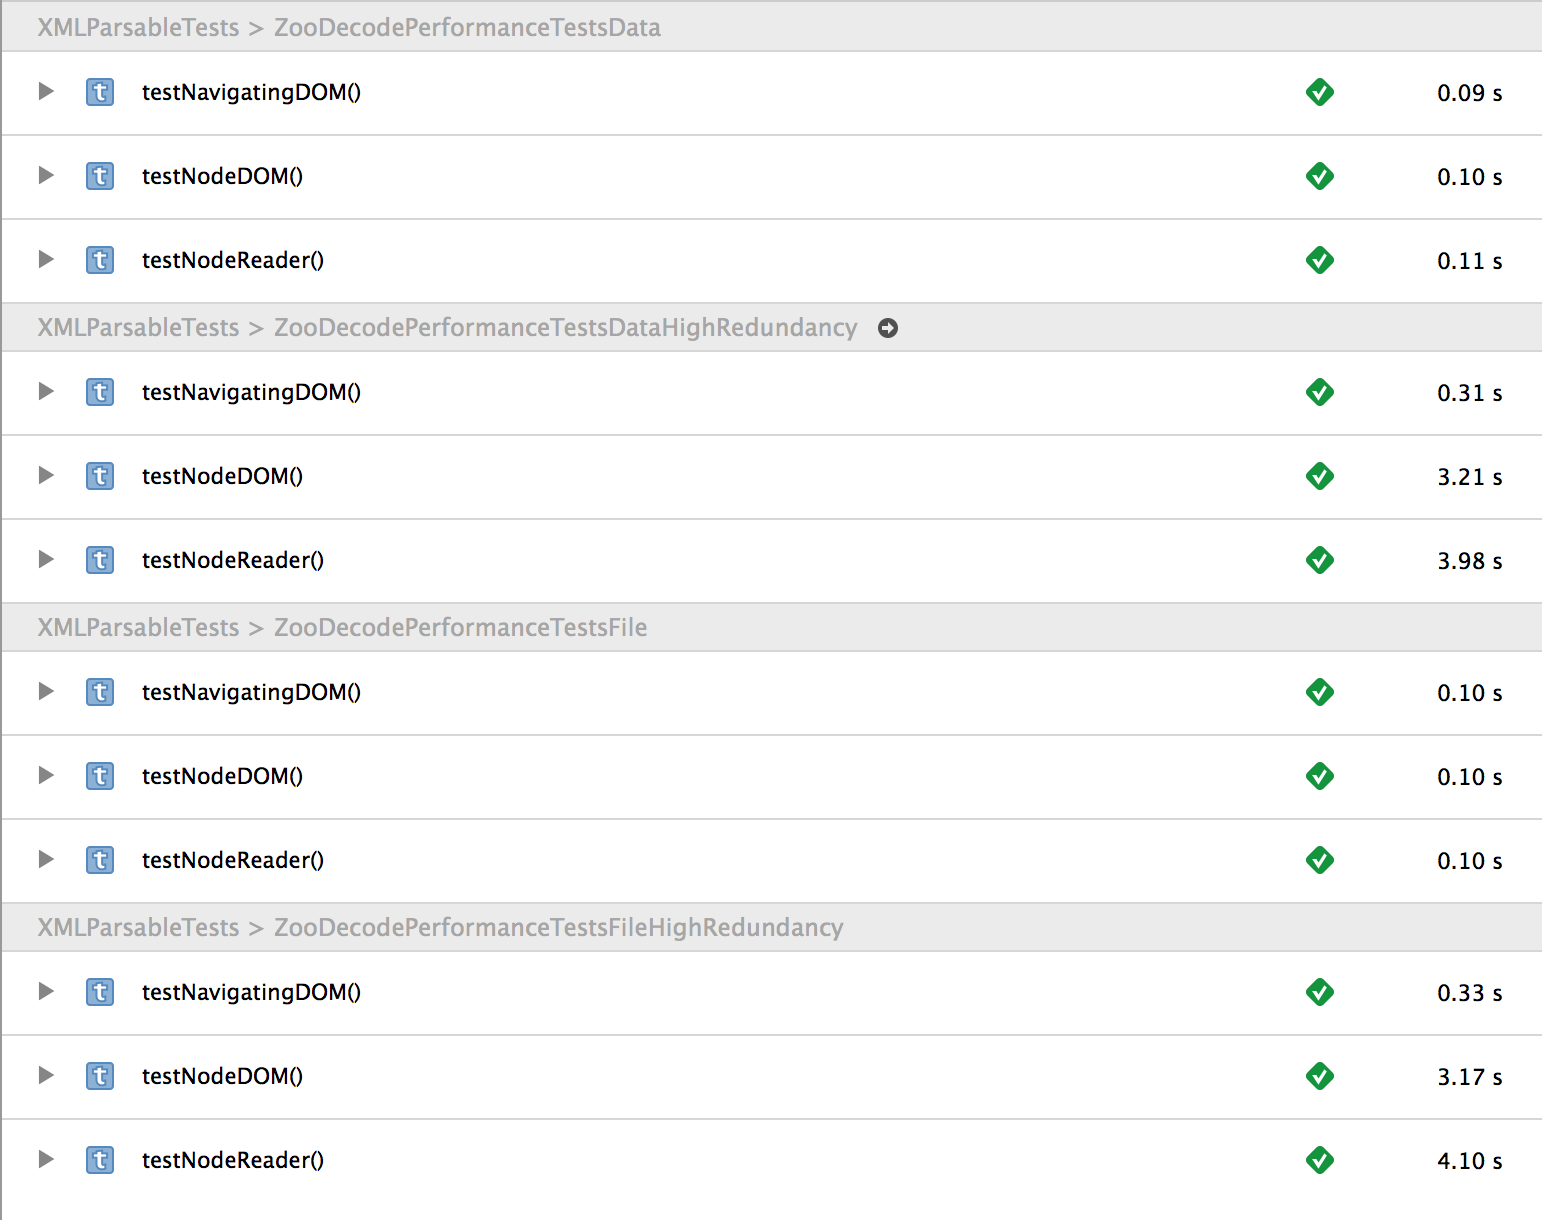 XMLParsableTests > ZooDecodePerformanceTestsData
t testNavigatingDOM() 0.09 s
t testNodeDOM() 0.10 s
t testNodeReader() 0.11 s
XMLParsableTests > ZooDecodePerformanceTestsDataHighRedundancy
t testNavigatingDOM() 0.31 s
t testNodeDOM() 3.21 s
t testNodeReader() 3.98 s
XMLParsableTests > ZooDecodePerformanceTestsFile
t testNavigatingDOM() 0.10 s
t testNodeDOM() 0.10 s
t testNodeReader() 0.10 s
XMLParsableTests > ZooDecodePerformanceTestsFileHighRedundancy
t testNavigatingDOM() 0.33 s
t testNodeDOM() 3.17 s
t testNodeReader() 4.10 s